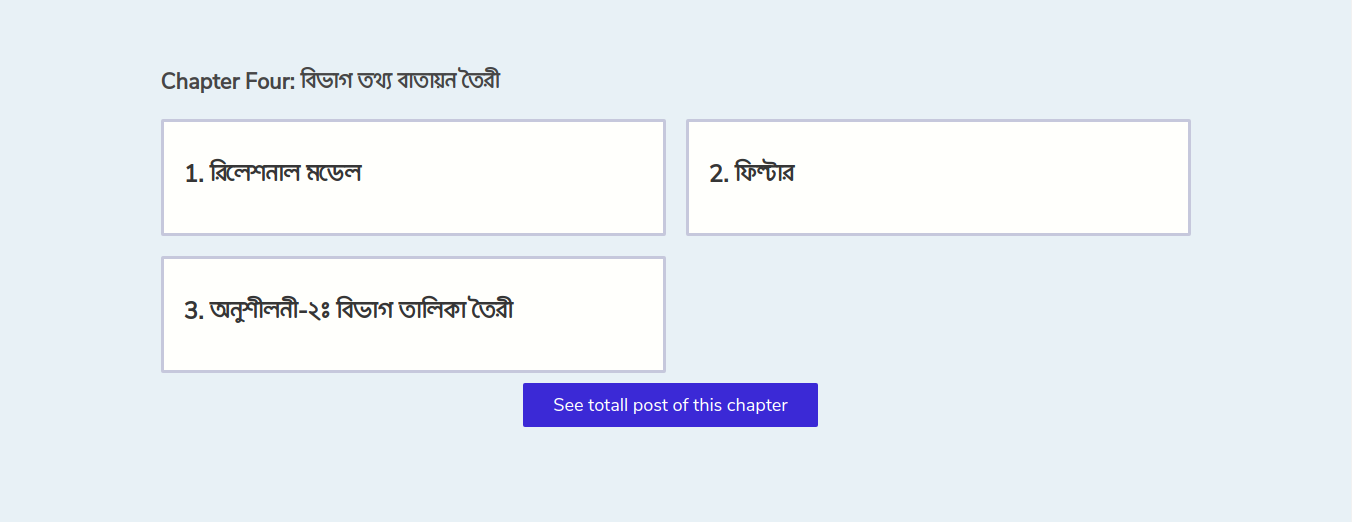 Chapter Four: বিভাগ তথ্য বাতায়ন তৈরী
1. রিলেশনাল মডেল
2. ফিল্টার
3. অনুশীলনী-২ঃ বিভাগ তালিকা তৈরী
See totall post of this chapter